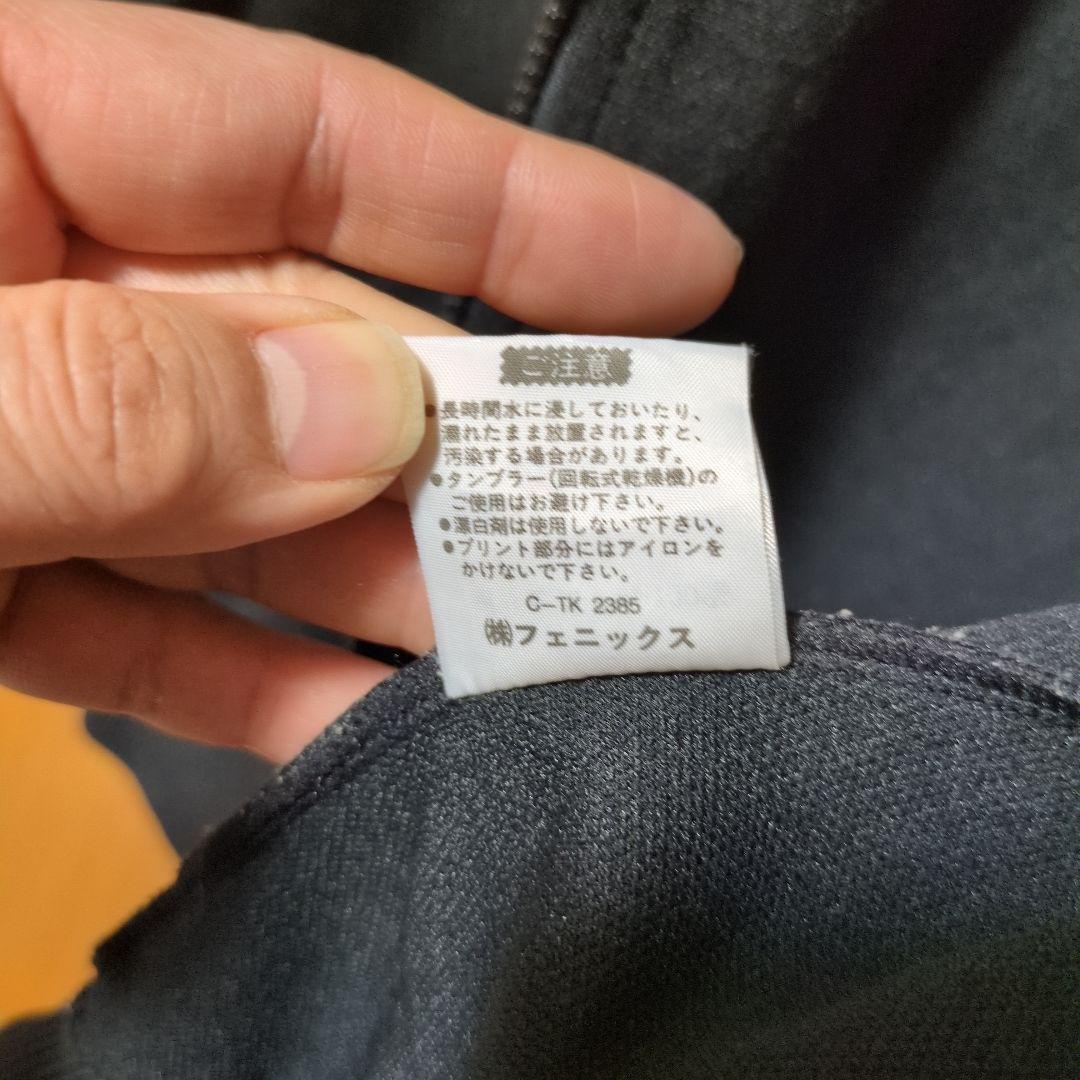 ご注意
●長時間水に浸しておいたり、
濡れたまま放置されますと、
汚染する場合があります。
●タンブラー(回転式乾燥機)の
ご使用はお避け下さい。
●漂白剤は使用しないで下さい。
●プリント部分にはアイロンを
かけないで下さい。
C-TK 2385
㈱フェニックス